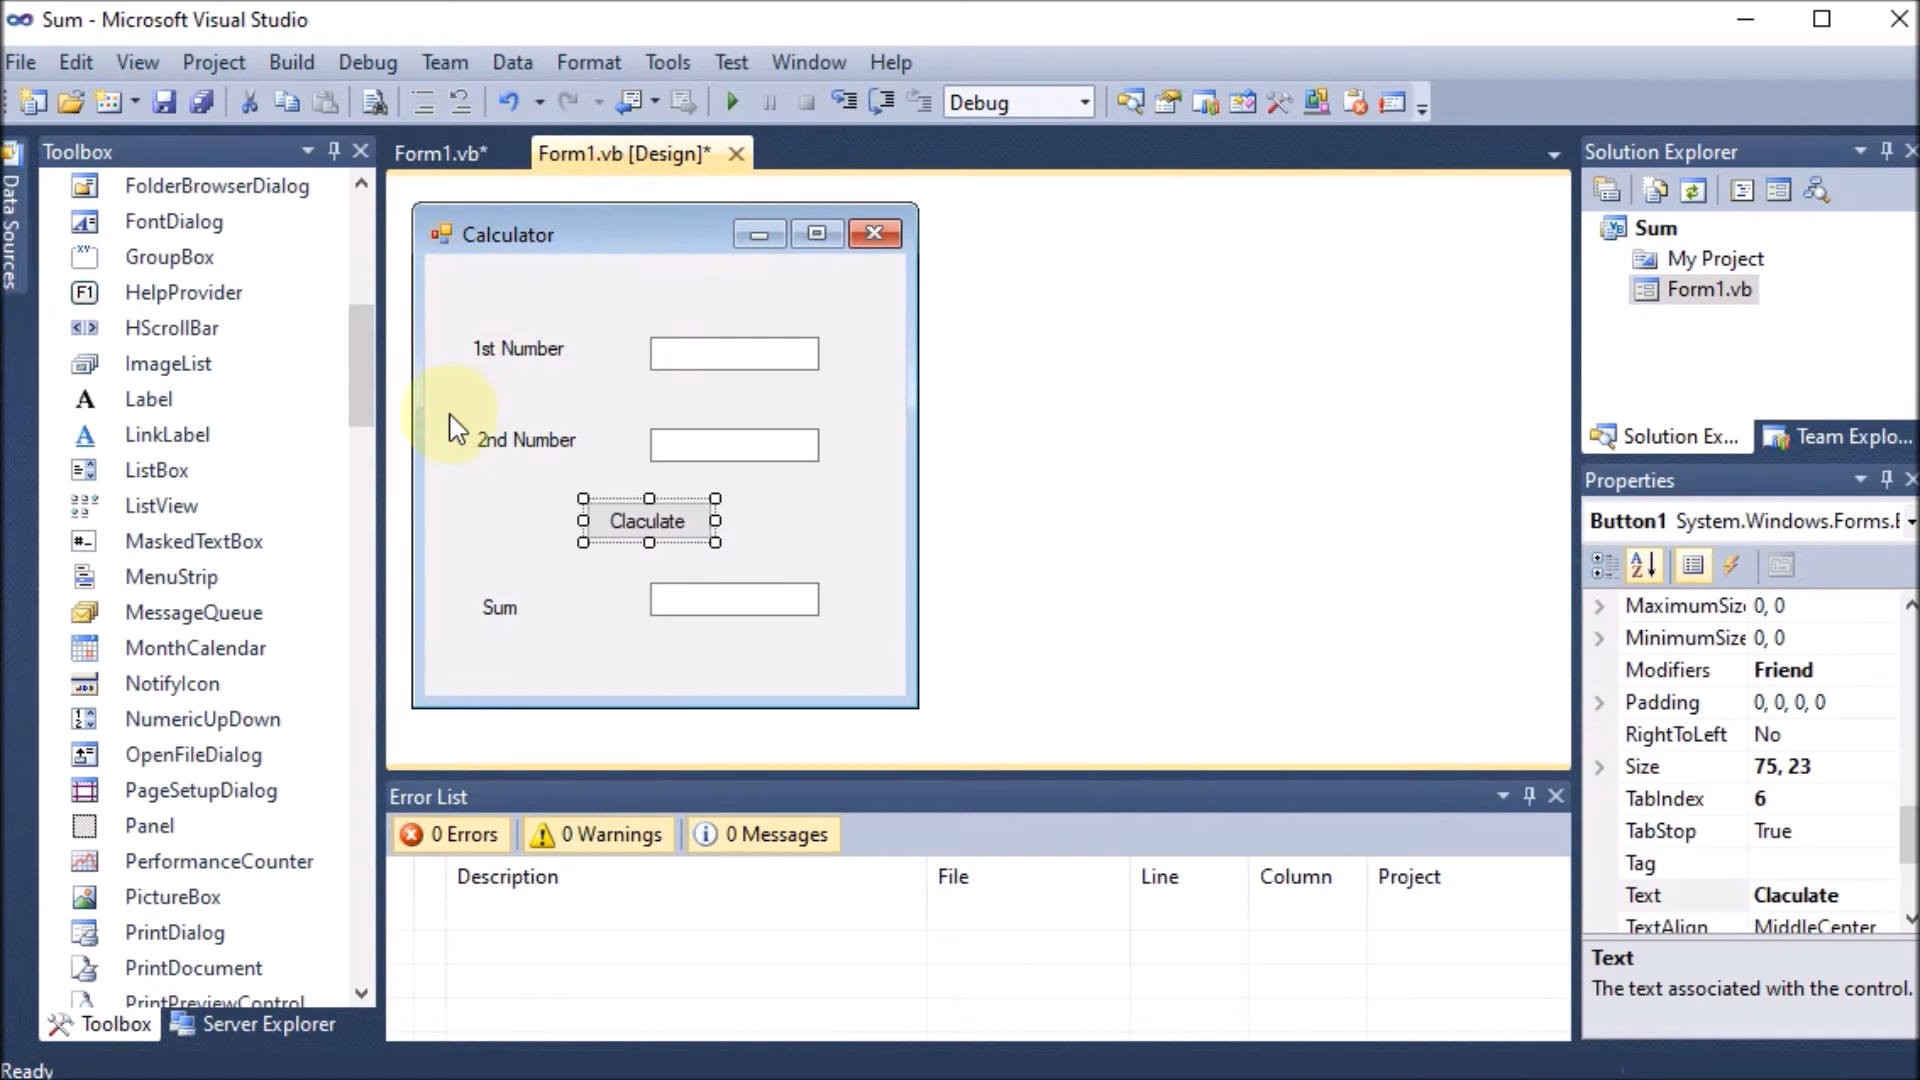 Sum - Microsoft Visual Studio
File Edit View Project Build Debug Team Data Format Tools Test Window Help
Debug
Data Sources
Toolbox
FolderBrowserDialog
FontDialog
GroupBox
HelpProvider
HScrollBar
ImageList
Label
LinkLabel
ListBox
ListView
MaskedTextBox
MenuStrip
MessageQueue
MonthCalendar
NotifyIcon
NumericUpDown
OpenFileDialog
PageSetupDialog
Panel
PerformanceCounter
PictureBox
PrintDialog
PrintDocument
PrintPreviewControl
Toolbox Server Explorer
Form1.vb* Form1.vb [Design]*
Calculator
1st Number
2nd Number
Claculate
Sum
Error List
0 Errors 0 Warnings 0 Messages
Description File Line Column Project
Solution Explorer
Sum
My Project
Form1.vb
Solution Ex... Team Explo...
Properties
Button1 System.Windows.Forms.B
MaximumSiz 0, 0
MinimumSize 0, 0
Modifiers Friend
Padding 0, 0, 0, 0
RightToLeft No
Size 75, 23
TabIndex 6
TabStop True
Tag
Text Claculate
TextAlign MiddleCenter
Text
The text associated with the control.
Ready